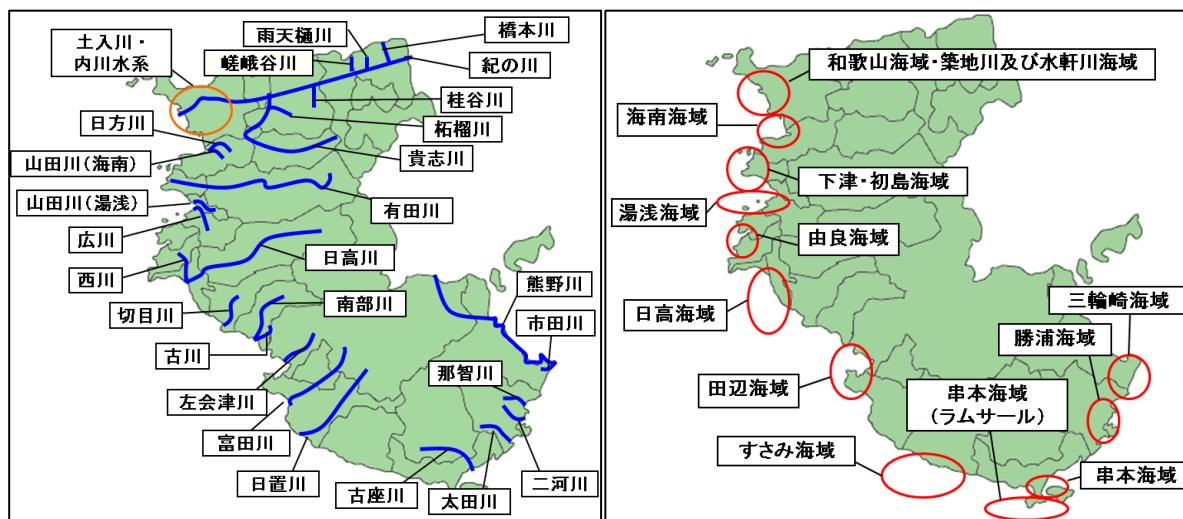 土入川・
内川水系
雨天樋川
橋本川
嵯峨谷川
紀の川
桂谷川
柘榴川
日方川
山田川(海南)
貴志川
山田川(湯浅)
有田川
広川
西川
日高川
切目川
南部川
熊野川
市田川
古川
那智川
左会津川
富田川
日置川
古座川
太田川
二河川
和歌山海域・築地川及び水軒川海域
海南海域
下津・初島海域
湯浅海域
由良海域
日高海域
三輪崎海域
勝浦海域
田辺海域
串本海域
(ラムサール)
すさみ海域
串本海域